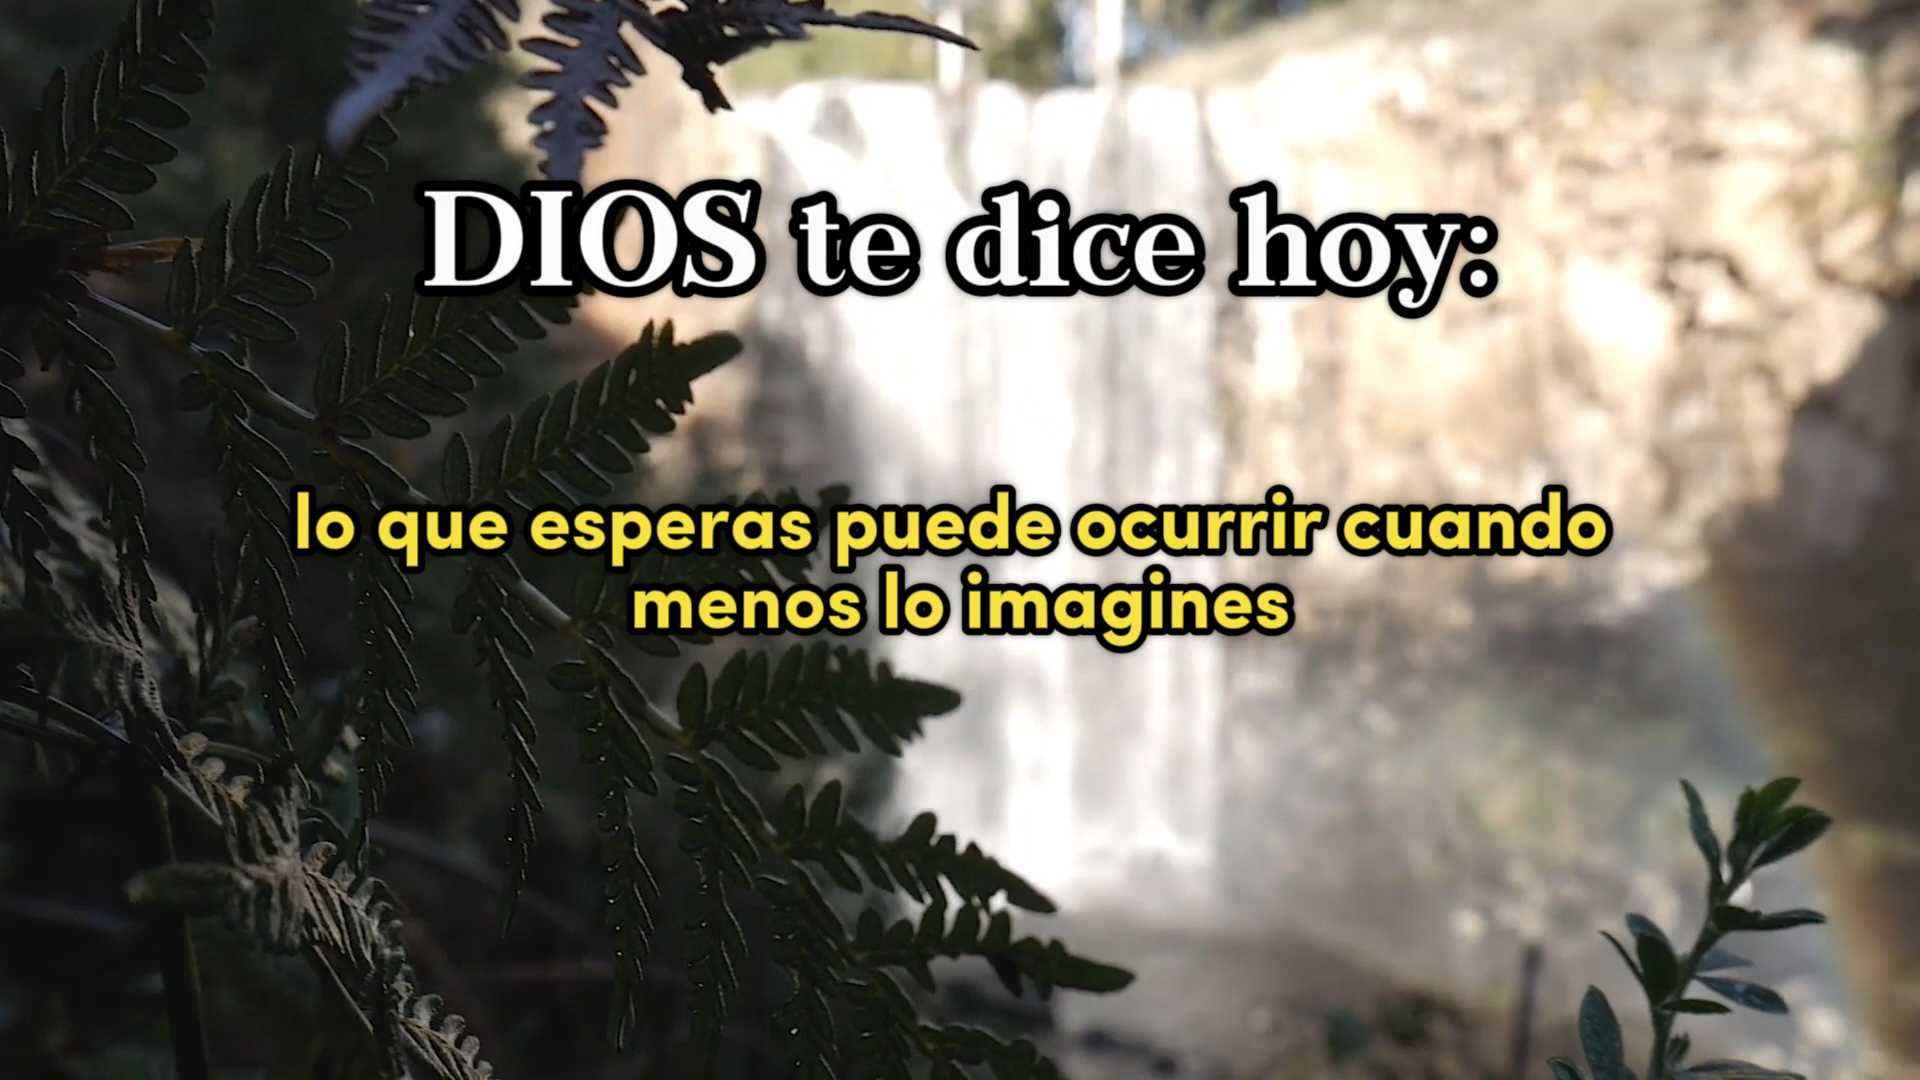 DIOS te dice hoy:
lo que esperas puede ocurrir cuando
menos lo imagines